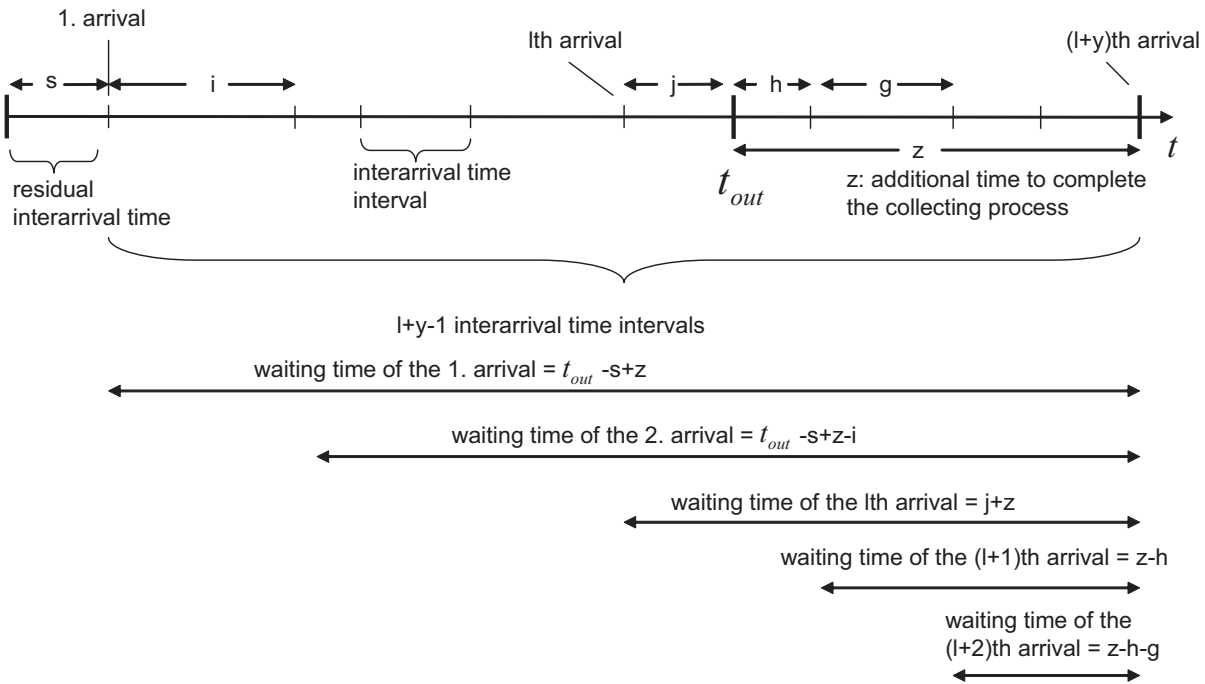 1. arrival
lth arrival
(l+y)th arrival
s
i
j
h
g
z
t
residual
interarrival time
interarrival time
interval
t_out
z: additional time to complete
the collecting process
l+y-1 interarrival time intervals
waiting time of the 1. arrival = t_out -s+z
waiting time of the 2. arrival = t_out -s+z-i
waiting time of the lth arrival = j+z
waiting time of the (l+1)th arrival = z-h
waiting time of the
(l+2)th arrival = z-h-g